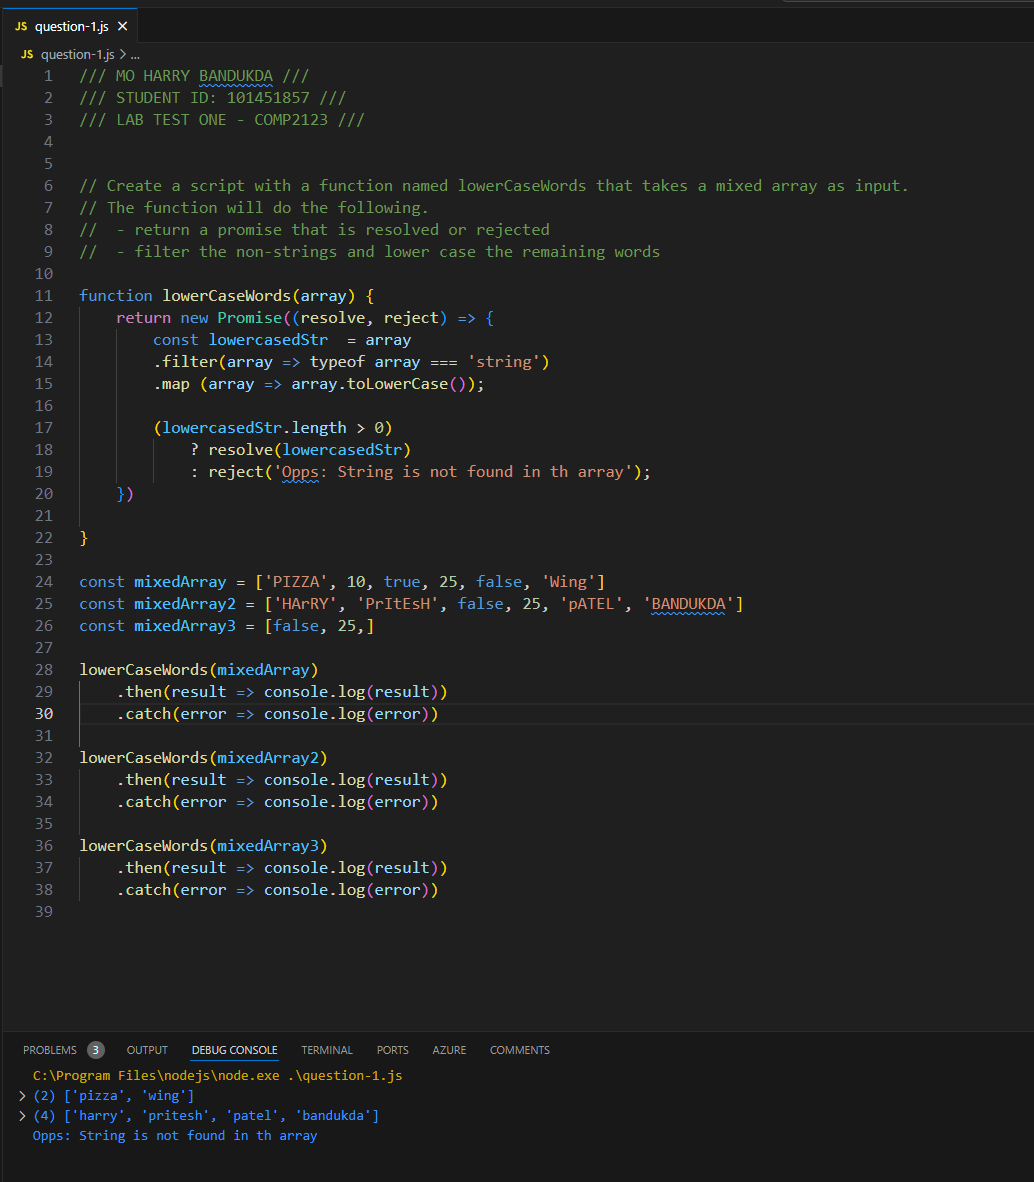 JS question-1.js ×
JS question-1.js > ...
1 /// MO HARRY BANDUKDA ///
2 /// STUDENT ID: 101451857 ///
3 /// LAB TEST ONE - COMP2123 ///
4
5
6 // Create a script with a function named lowerCaseWords that takes a mixed array as input.
7 // The function will do the following.
8 //  - return a promise that is resolved or rejected
9 //  - filter the non-strings and lower case the remaining words
10
11 function lowerCaseWords(array) {
12     return new Promise((resolve, reject) => {
13         const lowercasedStr  = array
14         .filter(array => typeof array === 'string')
15         .map (array => array.toLowerCase());
16
17         (lowercasedStr.length > 0)
18             ? resolve(lowercasedStr)
19             : reject('Opps: String is not found in th array');
20     })
21
22 }
23
24 const mixedArray = ['PIZZA', 10, true, 25, false, 'Wing']
25 const mixedArray2 = ['HArRY', 'PrItEsH', false, 25, 'pATEL', 'BANDUKDA']
26 const mixedArray3 = [false, 25,]
27
28 lowerCaseWords(mixedArray)
29     .then(result => console.log(result))
30     .catch(error => console.log(error))
31
32 lowerCaseWords(mixedArray2)
33     .then(result => console.log(result))
34     .catch(error => console.log(error))
35
36 lowerCaseWords(mixedArray3)
37     .then(result => console.log(result))
38     .catch(error => console.log(error))
39
PROBLEMS 3 OUTPUT DEBUG CONSOLE TERMINAL PORTS AZURE COMMENTS
C:\Program Files\nodejs\node.exe .\question-1.js
> (2) ['pizza', 'wing']
> (4) ['harry', 'pritesh', 'patel', 'bandukda']
Opps: String is not found in th array